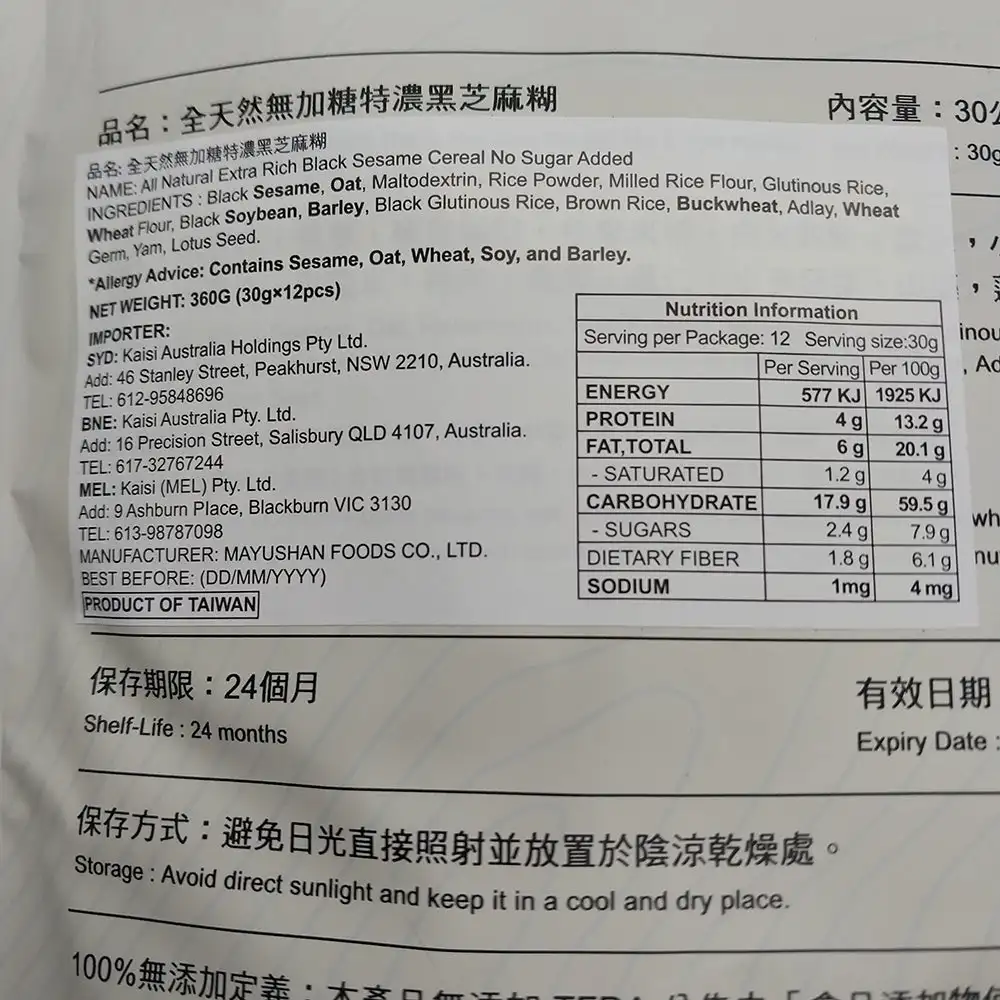 品名：全天然無加糖特濃黑芝麻糊
內容量：30
品名: 全天然無加糖特濃黑芝麻糊
: 30g
NAME: All Natural Extra Rich Black Sesame Cereal No Sugar Added
INGREDIENTS : Black Sesame, Oat, Maltodextrin, Rice Powder, Milled Rice Flour, Glutinous Rice,
Wheat Flour, Black Soybean, Barley, Black Glutinous Rice, Brown Rice, Buckwheat, Adlay, Wheat
Germ, Yam, Lotus Seed.
*Allergy Advice: Contains Sesame, Oat, Wheat, Soy, and Barley.
NET WEIGHT: 360G (30g×12pcs)
IMPORTER:
SYD: Kaisi Australia Holdings Pty Ltd.
Add: 46 Stanley Street, Peakhurst, NSW 2210, Australia.
TEL: 612-95848696
BNE: Kaisi Australia Pty. Ltd.
Add: 16 Precision Street, Salisbury QLD 4107, Australia.
TEL: 617-32767244
MEL: Kaisi (MEL) Pty. Ltd.
Add: 9 Ashburn Place, Blackburn VIC 3130
TEL: 613-98787098
MANUFACTURER: MAYUSHAN FOODS CO., LTD.
BEST BEFORE: (DD/MM/YYYY)
PRODUCT OF TAIWAN
Nutrition Information
Serving per Package: 12 Serving size:30g
Per Serving Per 100g
ENERGY 577 KJ 1925 KJ
PROTEIN 4 g 13.2 g
FAT,TOTAL 6 g 20.1 g
- SATURATED 1.2 g 4 g
CARBOHYDRATE 17.9 g 59.5 g
- SUGARS 2.4 g 7.9 g
DIETARY FIBER 1.8 g 6.1 g
SODIUM 1mg 4 mg
保存期限：24個月
Shelf-Life : 24 months
有效日期
Expiry Date :
保存方式：避免日光直接照射並放置於陰涼乾燥處。
Storage : Avoid direct sunlight and keep it in a cool and dry place.
100%無添加定義：本產品無添加